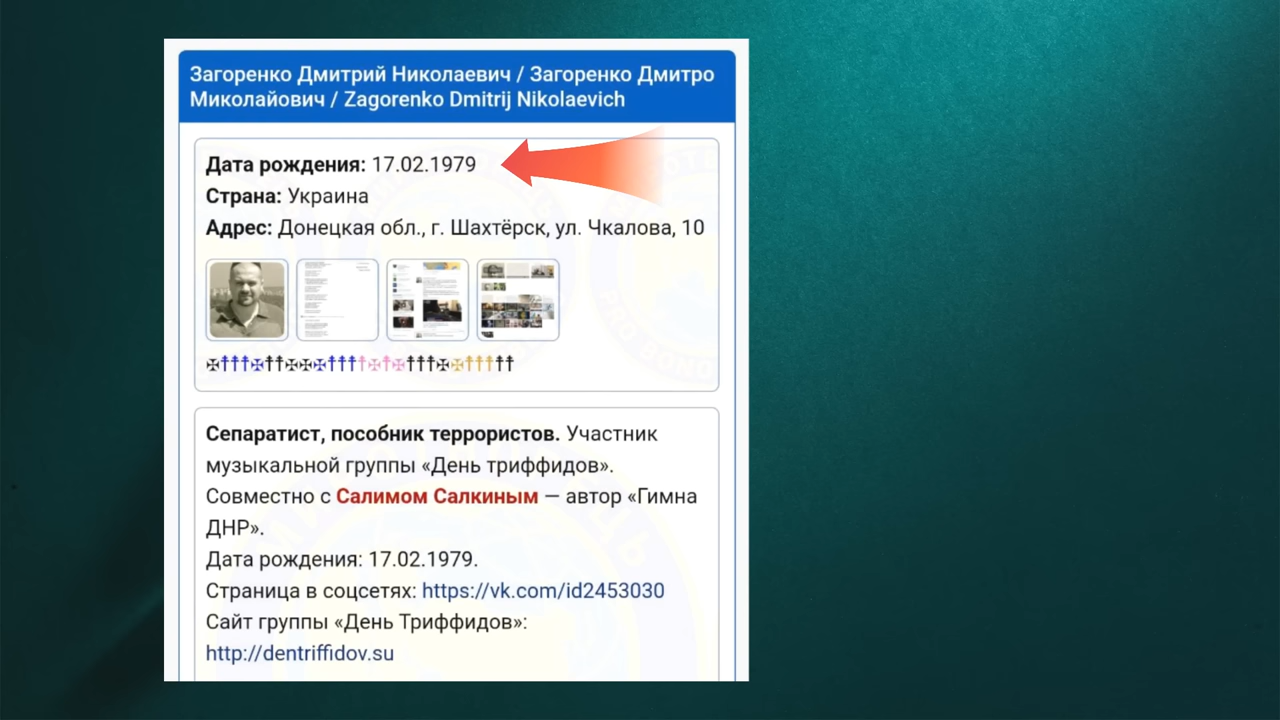 Загоренко Дмитрий Николаевич / Загоренко Дмитро
Миколайович / Zagorenko Dmitrij Nikolaevich
Дата рождения: 17.02.1979
Страна: Украина
Адрес: Донецкая обл., г. Шахтёрск, ул. Чкалова, 10
Сепаратист, пособник террористов. Участник
музыкальной группы «День триффидов».
Совместно с Салимом Салкиным — автор «Гимна
ДНР».
Дата рождения: 17.02.1979.
Страница в соцсетях: https://vk.com/id2453030
Сайт группы «День Триффидов»:
http://dentriffidov.su